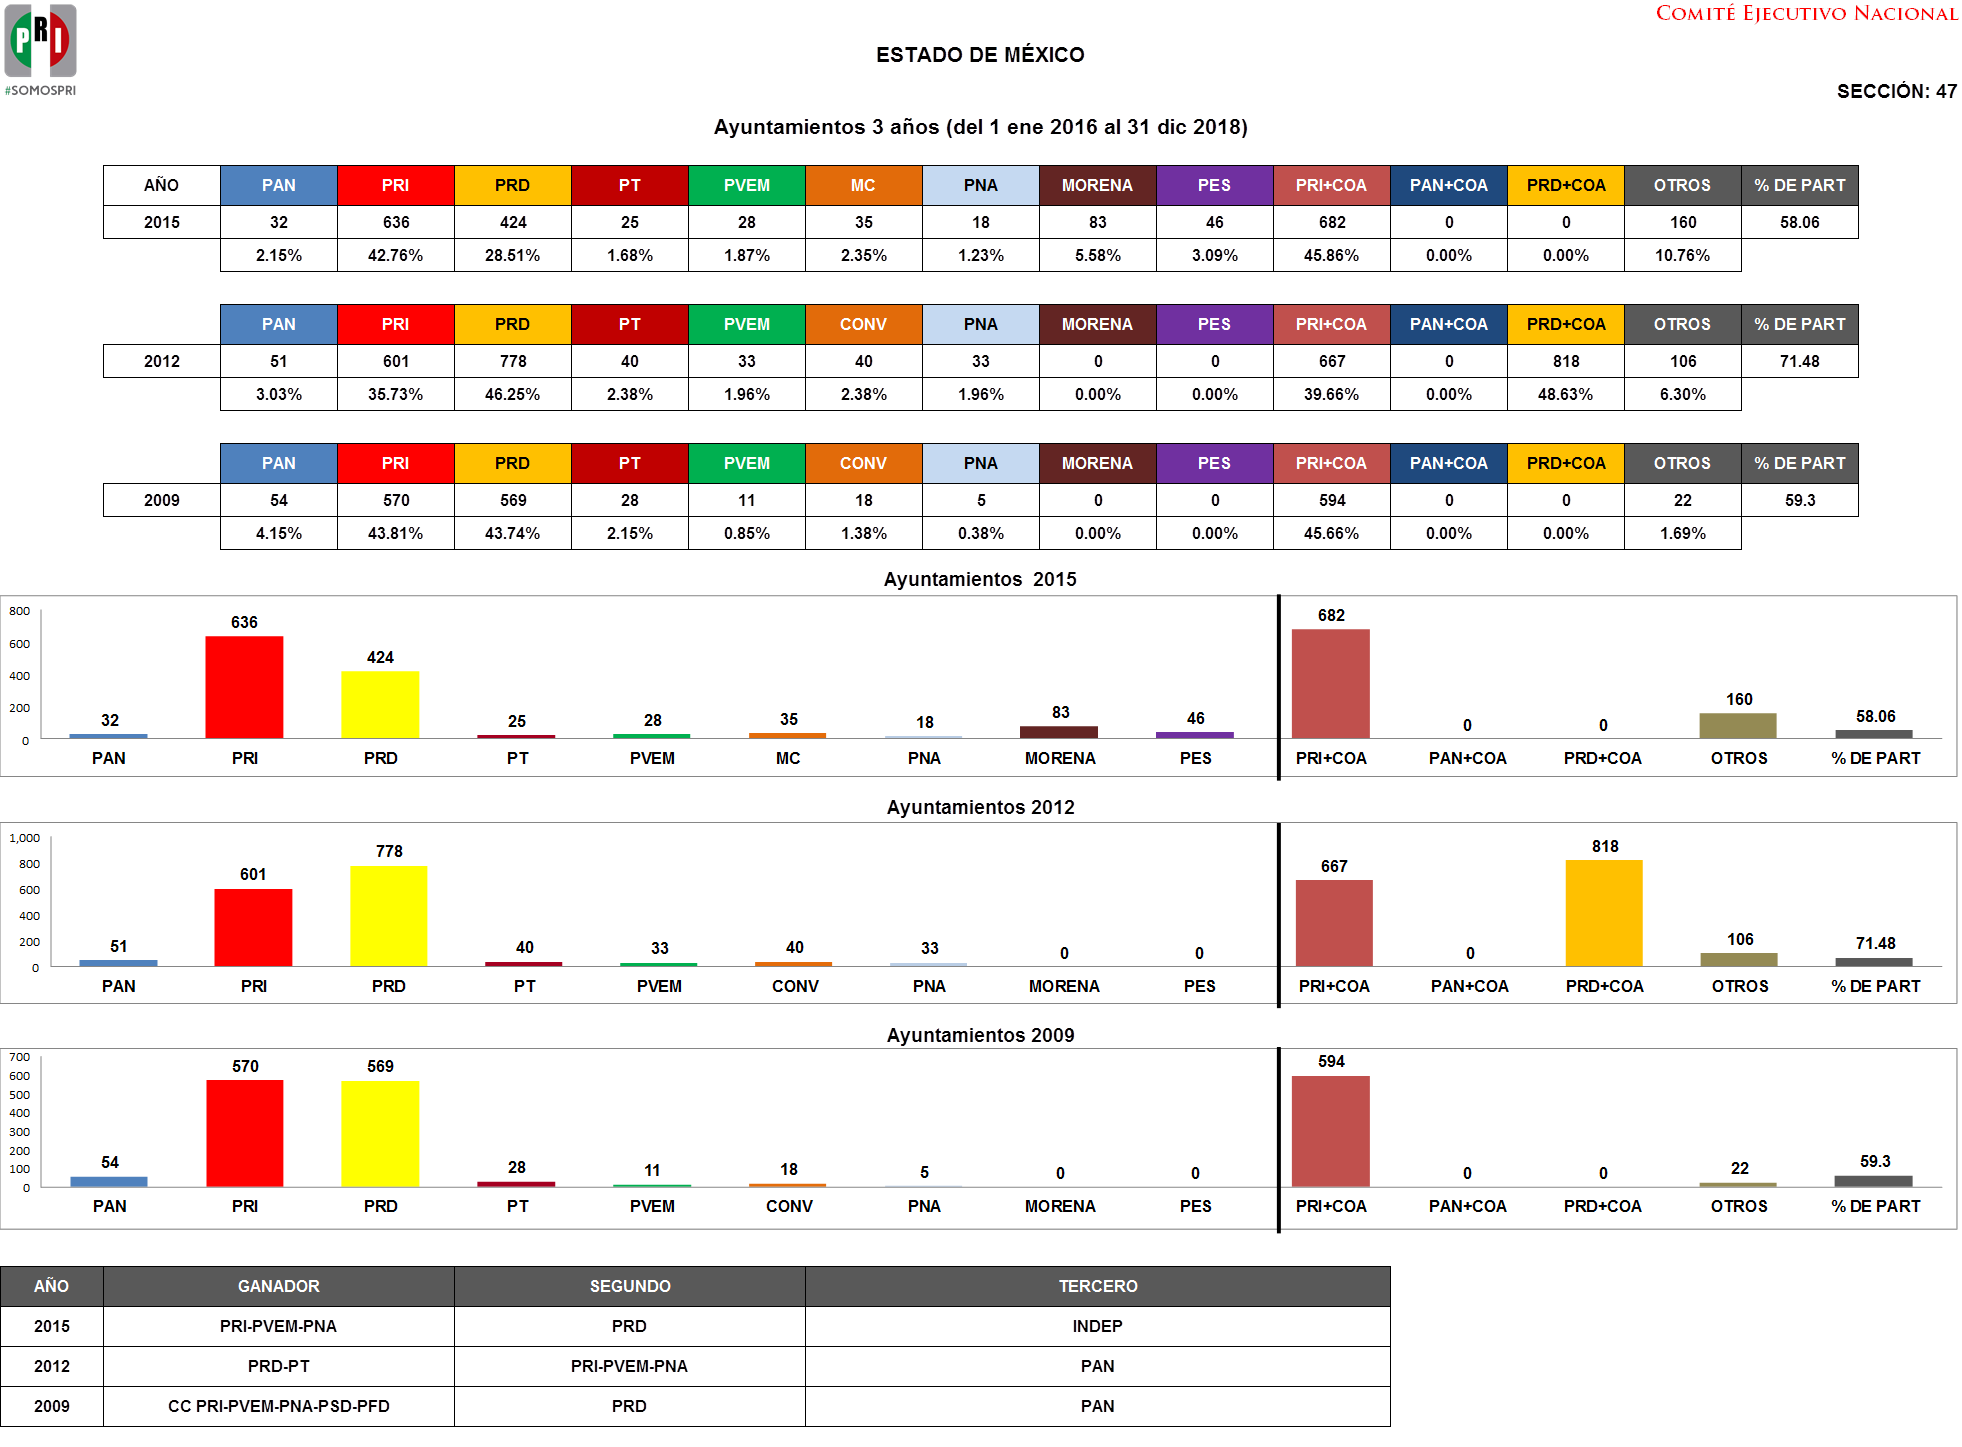 PRI
#SOMOSPRI
COMITÉ EJECUTIVO NACIONAL
ESTADO DE MÉXICO
SECCIÓN: 47
Ayuntamientos 3 años (del 1 ene 2016 al 31 dic 2018)
AÑO PAN PRI PRD PT PVEM MC PNA MORENA PES PRI+COA PAN+COA PRD+COA OTROS % DE PART
2015 32 636 424 25 28 35 18 83 46 682 0 0 160 58.06
2.15% 42.76% 28.51% 1.68% 1.87% 2.35% 1.23% 5.58% 3.09% 45.86% 0.00% 0.00% 10.76%
PAN PRI PRD PT PVEM CONV PNA MORENA PES PRI+COA PAN+COA PRD+COA OTROS % DE PART
2012 51 601 778 40 33 40 33 0 0 667 0 818 106 71.48
3.03% 35.73% 46.25% 2.38% 1.96% 2.38% 1.96% 0.00% 0.00% 39.66% 0.00% 48.63% 6.30%
PAN PRI PRD PT PVEM CONV PNA MORENA PES PRI+COA PAN+COA PRD+COA OTROS % DE PART
2009 54 570 569 28 11 18 5 0 0 594 0 0 22 59.3
4.15% 43.81% 43.74% 2.15% 0.85% 1.38% 0.38% 0.00% 0.00% 45.66% 0.00% 0.00% 1.69%
Ayuntamientos 2015
800
600
400
200
0
32 636 424 25 28 35 18 83 46 682 0 0 160 58.06
PAN PRI PRD PT PVEM MC PNA MORENA PES PRI+COA PAN+COA PRD+COA OTROS % DE PART
Ayuntamientos 2012
1,000
800
600
400
200
0
51 601 778 40 33 40 33 0 0 667 0 818 106 71.48
PAN PRI PRD PT PVEM CONV PNA MORENA PES PRI+COA PAN+COA PRD+COA OTROS % DE PART
Ayuntamientos 2009
700
600
500
400
300
200
100
0
54 570 569 28 11 18 5 0 0 594 0 0 22 59.3
PAN PRI PRD PT PVEM CONV PNA MORENA PES PRI+COA PAN+COA PRD+COA OTROS % DE PART
AÑO GANADOR SEGUNDO TERCERO
2015 PRI-PVEM-PNA PRD INDEP
2012 PRD-PT PRI-PVEM-PNA PAN
2009 CC PRI-PVEM-PNA-PSD-PFD PRD PAN